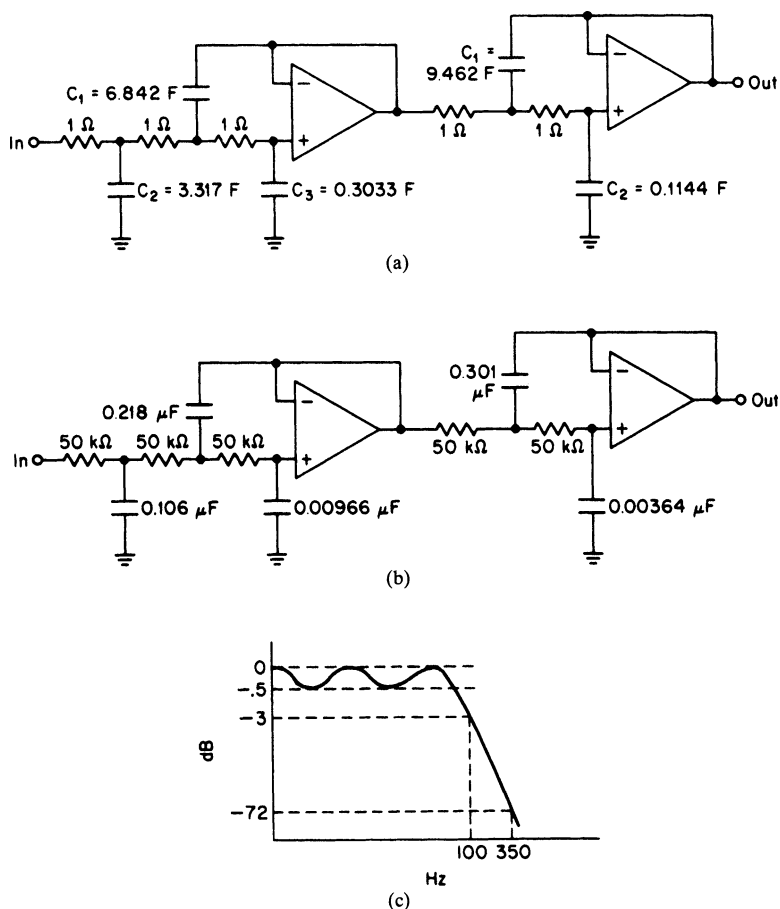 C1 = 6.842 F
C1 =
9.462 F
In
1 Ω
1 Ω
1 Ω
−
+
1 Ω
1 Ω
−
+
Out
C2 = 3.317 F
C3 = 0.3033 F
C2 = 0.1144 F
(a)
0.218 μF
0.301
μF
In
50 kΩ
50 kΩ
50 kΩ
−
+
50 kΩ
50 kΩ
−
+
Out
0.106 μF
0.00966 μF
0.00364 μF
(b)
0
-.5
-3
dB
-72
100 350
Hz
(c)